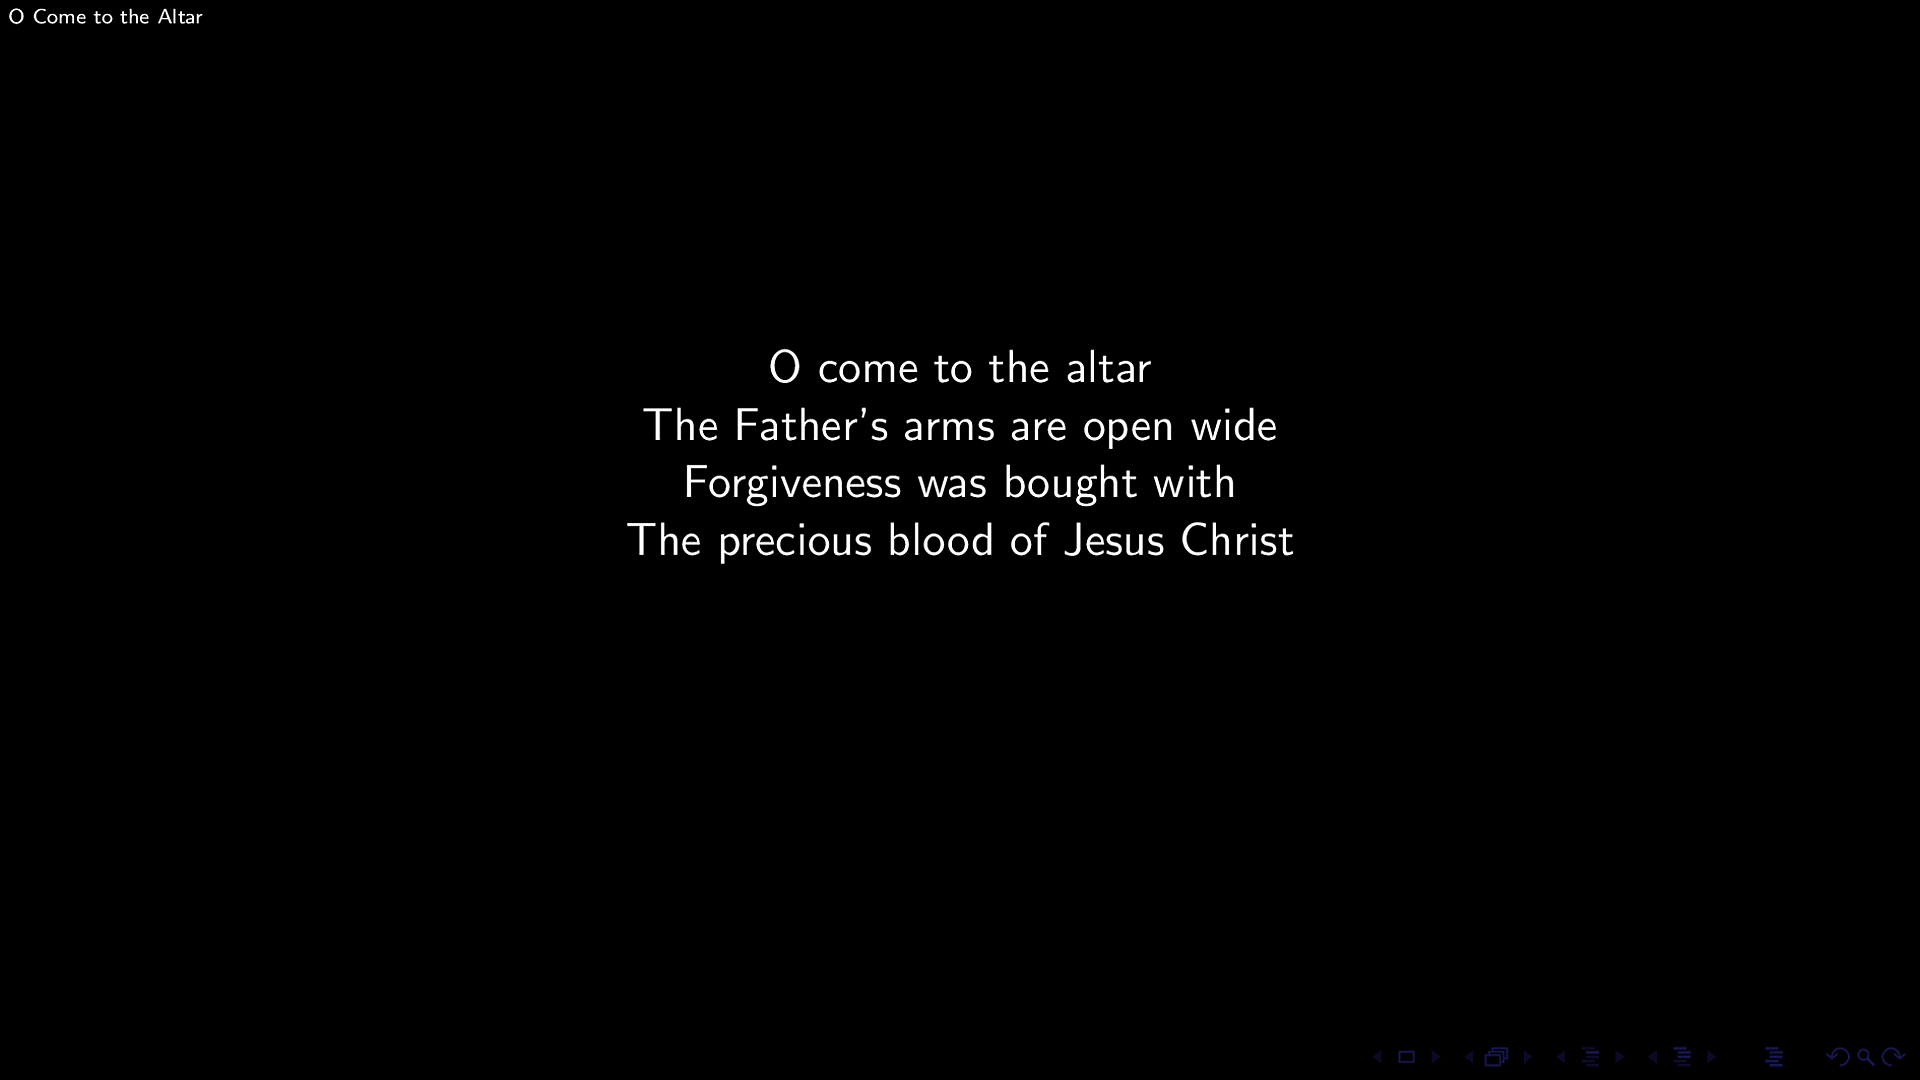 O Come to the Altar
O come to the altar
The Father's arms are open wide
Forgiveness was bought with
The precious blood of Jesus Christ